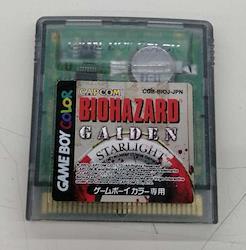 CAPCOM
CGB-BIOJ-JPN
BIOHAZARD
GAIDEN
STARLIGHT
GAME BOY COLOR
ゲームボーイカラー専用